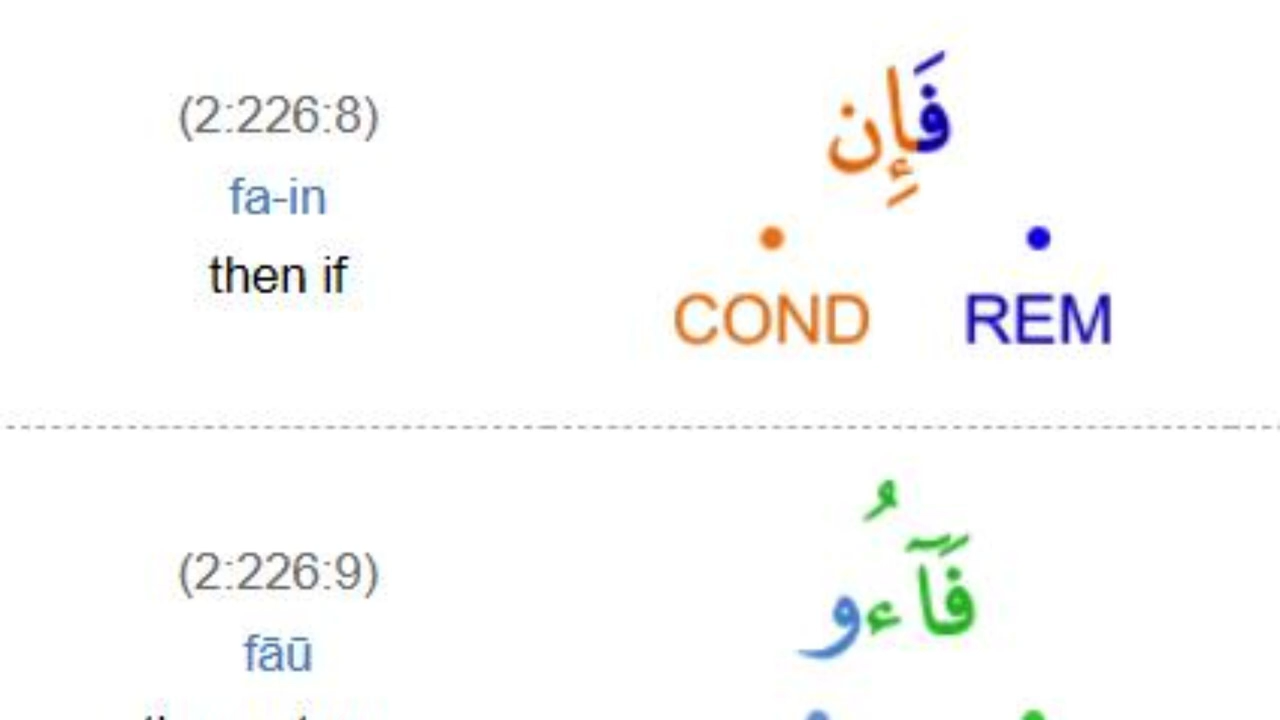 (2:226:8)
fa-in
then if
فَإِن
COND REM
(2:226:9)
fāū
فَآءُو